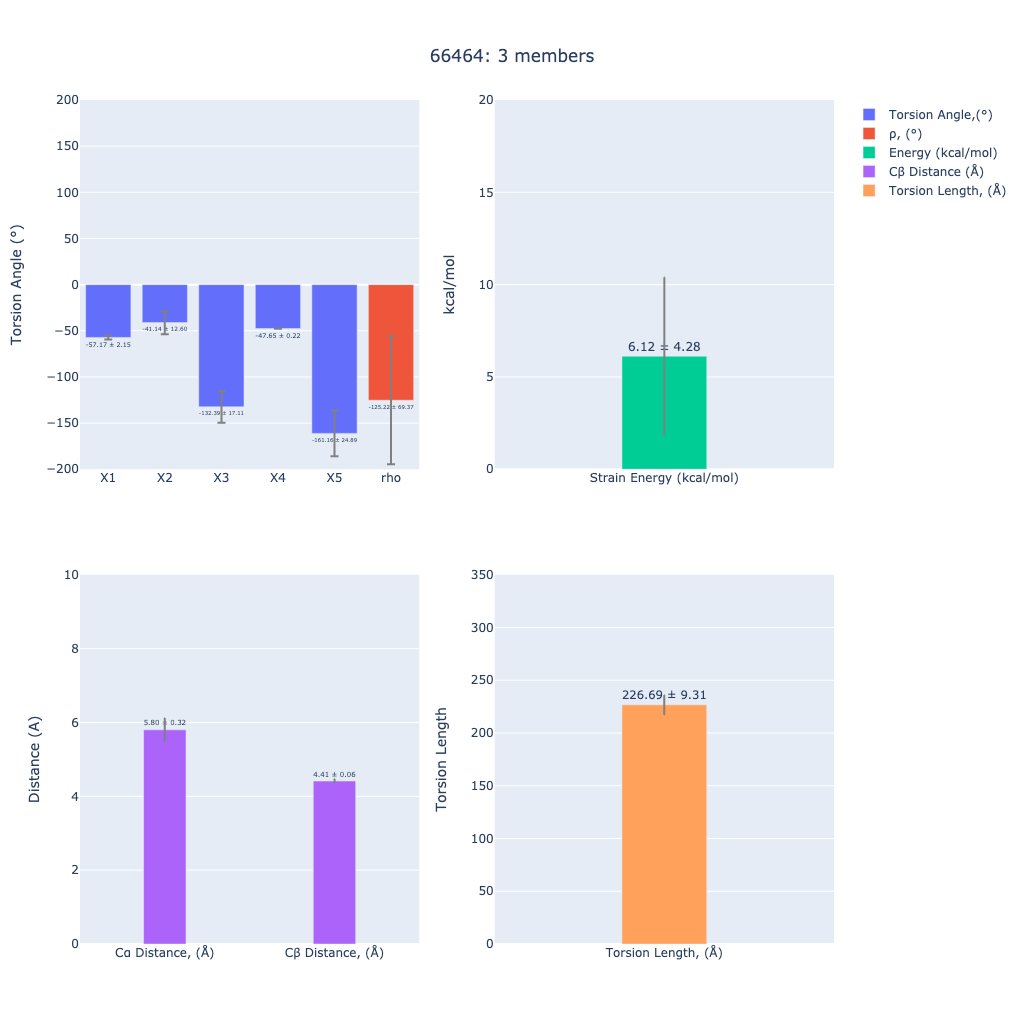 66464: 3 members
200
150
100
50
0
−50
−100
−150
−200
Torsion Angle (°)
-57.17 ± 2.15
-41.14 ± 12.60
-132.39 ± 17.11
-47.65 ± 0.22
-161.16 ± 24.89
-125.22 ± 69.37
X1 X2 X3 X4 X5 rho
20
15
10
5
0
kcal/mol
6.12 ± 4.28
Strain Energy (kcal/mol)
Torsion Angle,(°)
ρ, (°)
Energy (kcal/mol)
Cβ Distance (Å)
Torsion Length, (Å)
10
8
6
4
2
0
Distance (A)
5.80 ± 0.32
4.41 ± 0.06
Cα Distance, (Å) Cβ Distance, (Å)
350
300
250
200
150
100
50
0
Torsion Length
226.69 ± 9.31
Torsion Length, (Å)